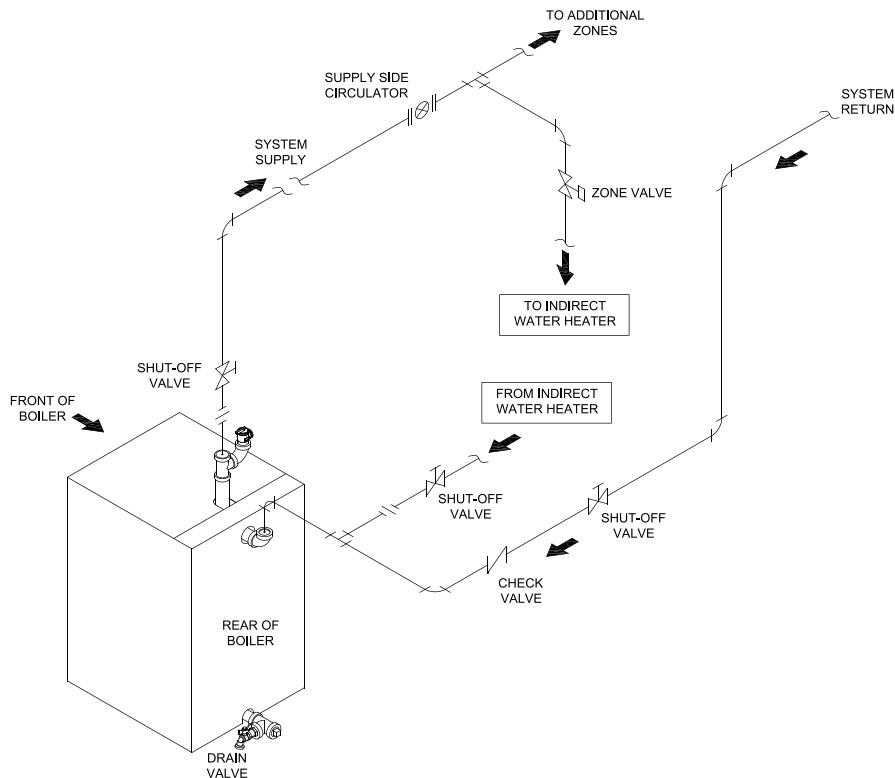 TO ADDITIONAL
ZONES
SUPPLY SIDE
CIRCULATOR
SYSTEM
RETURN
SYSTEM
SUPPLY
ZONE VALVE
TO INDIRECT
WATER HEATER
SHUT-OFF
VALVE
FROM INDIRECT
WATER HEATER
FRONT OF
BOILER
SHUT-OFF
VALVE
SHUT-OFF
VALVE
CHECK
VALVE
REAR OF
BOILER
DRAIN
VALVE